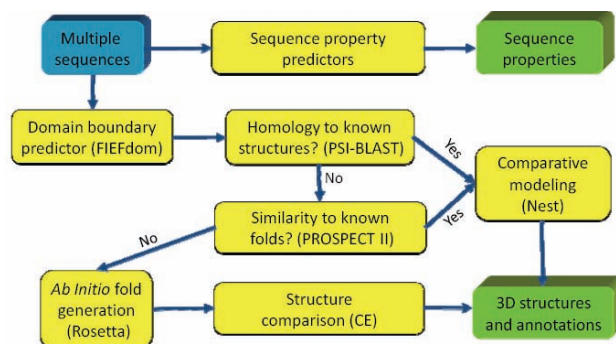 Multiple
sequences
Sequence property
predictors
Sequence
properties
Domain boundary
predictor (FIEFdom)
Homology to known
structures? (PSI-BLAST)
Yes
Comparative
modeling
(Nest)
No
Similarity to known
folds? (PROSPECT II)
Yes
No
Ab Initio fold
generation
(Rosetta)
Structure
comparison (CE)
3D structures
and annotations